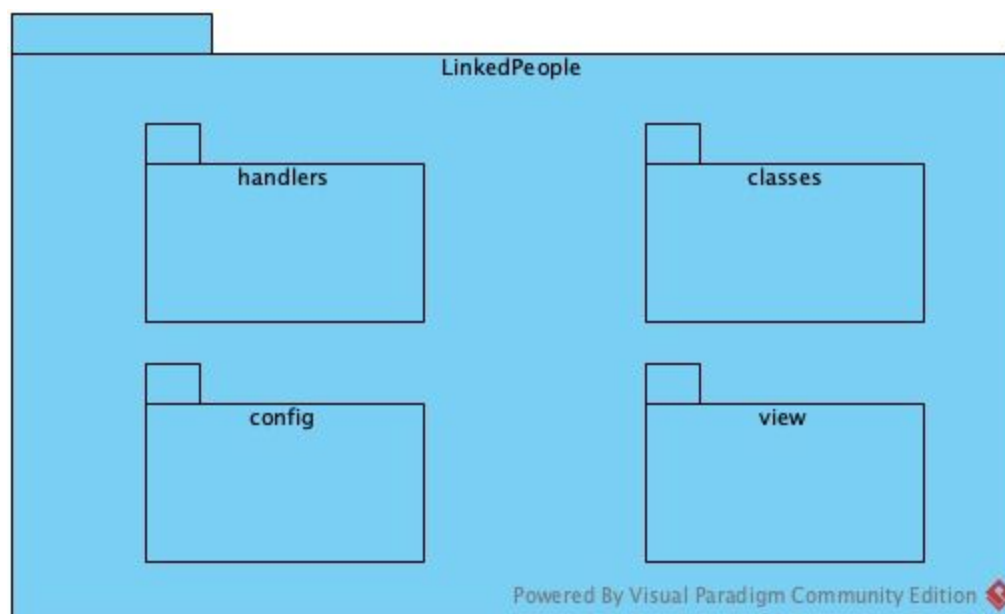 LinkedPeople
handlers
classes
config
view
Powered By Visual Paradigm Community Edition